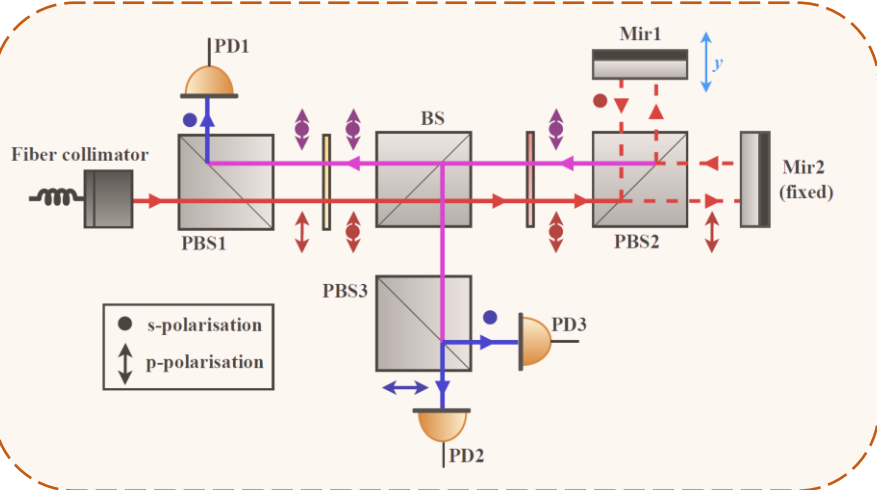 PD1
Mir1
y
BS
Fiber collimator
Mir2
(fixed)
PBS1
PBS2
PBS3
PD3
s-polarisation
p-polarisation
PD2